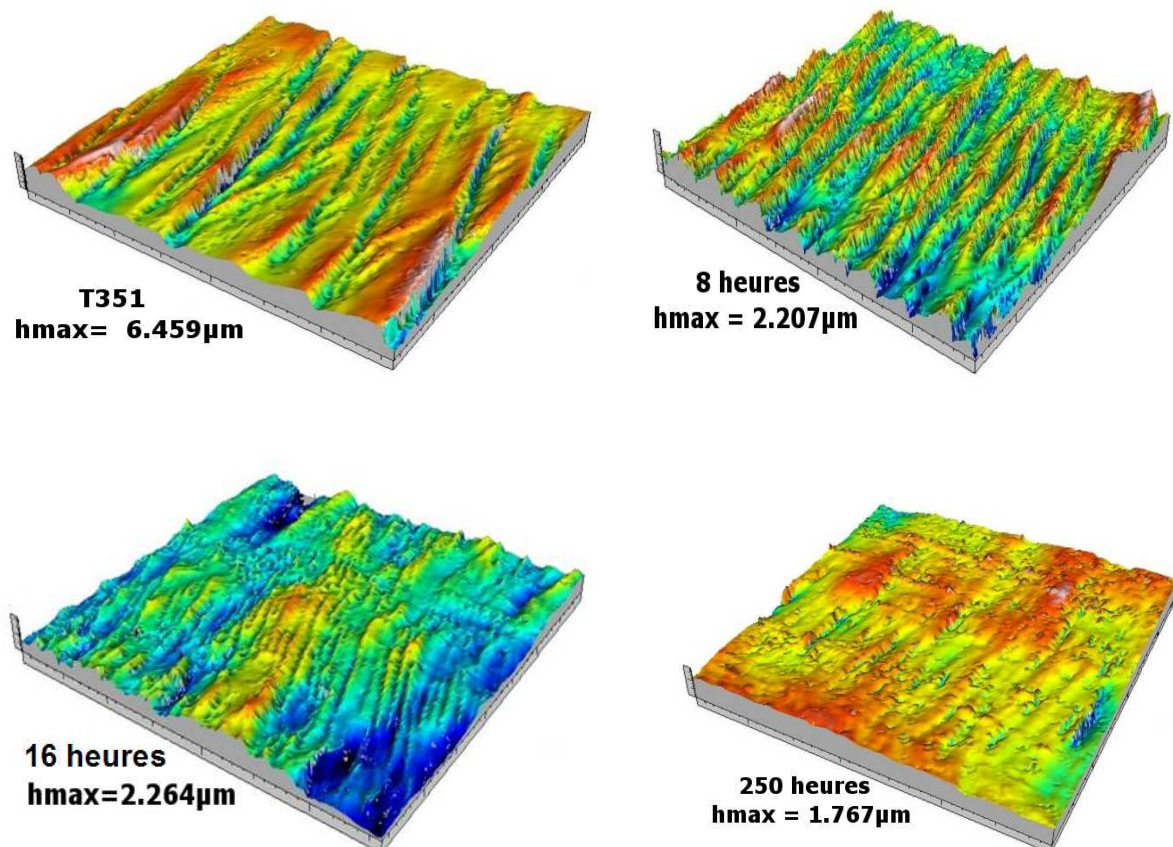 T351
hmax=  6.459µm
8 heures
hmax = 2.207µm
16 heures
hmax=2.264µm
250 heures
hmax = 1.767µm